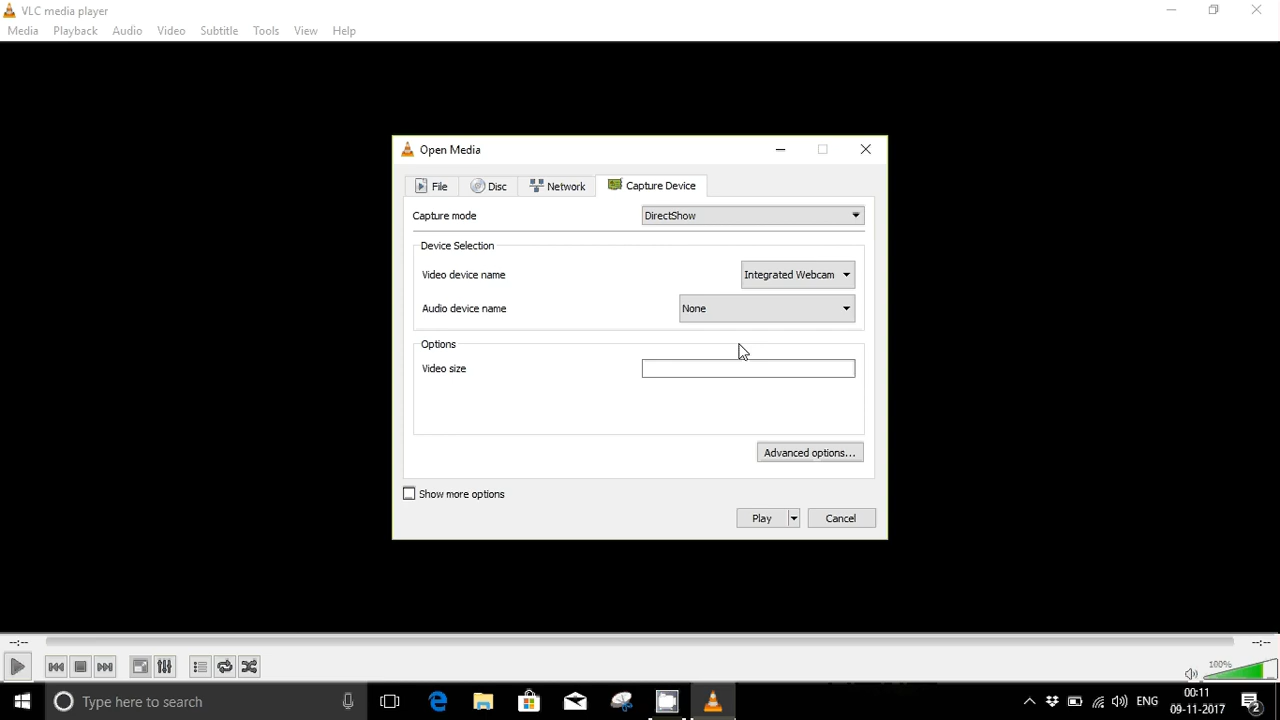 VLC media player
Media Playback Audio Video Subtitle Tools View Help
Open Media
File Disc Network Capture Device
Capture mode DirectShow
Device Selection
Video device name Integrated Webcam
Audio device name None
Options
Video size
Advanced options...
Show more options
Play Cancel
--:-- --:--
100%
Type here to search
ENG
00:11
09-11-2017
2